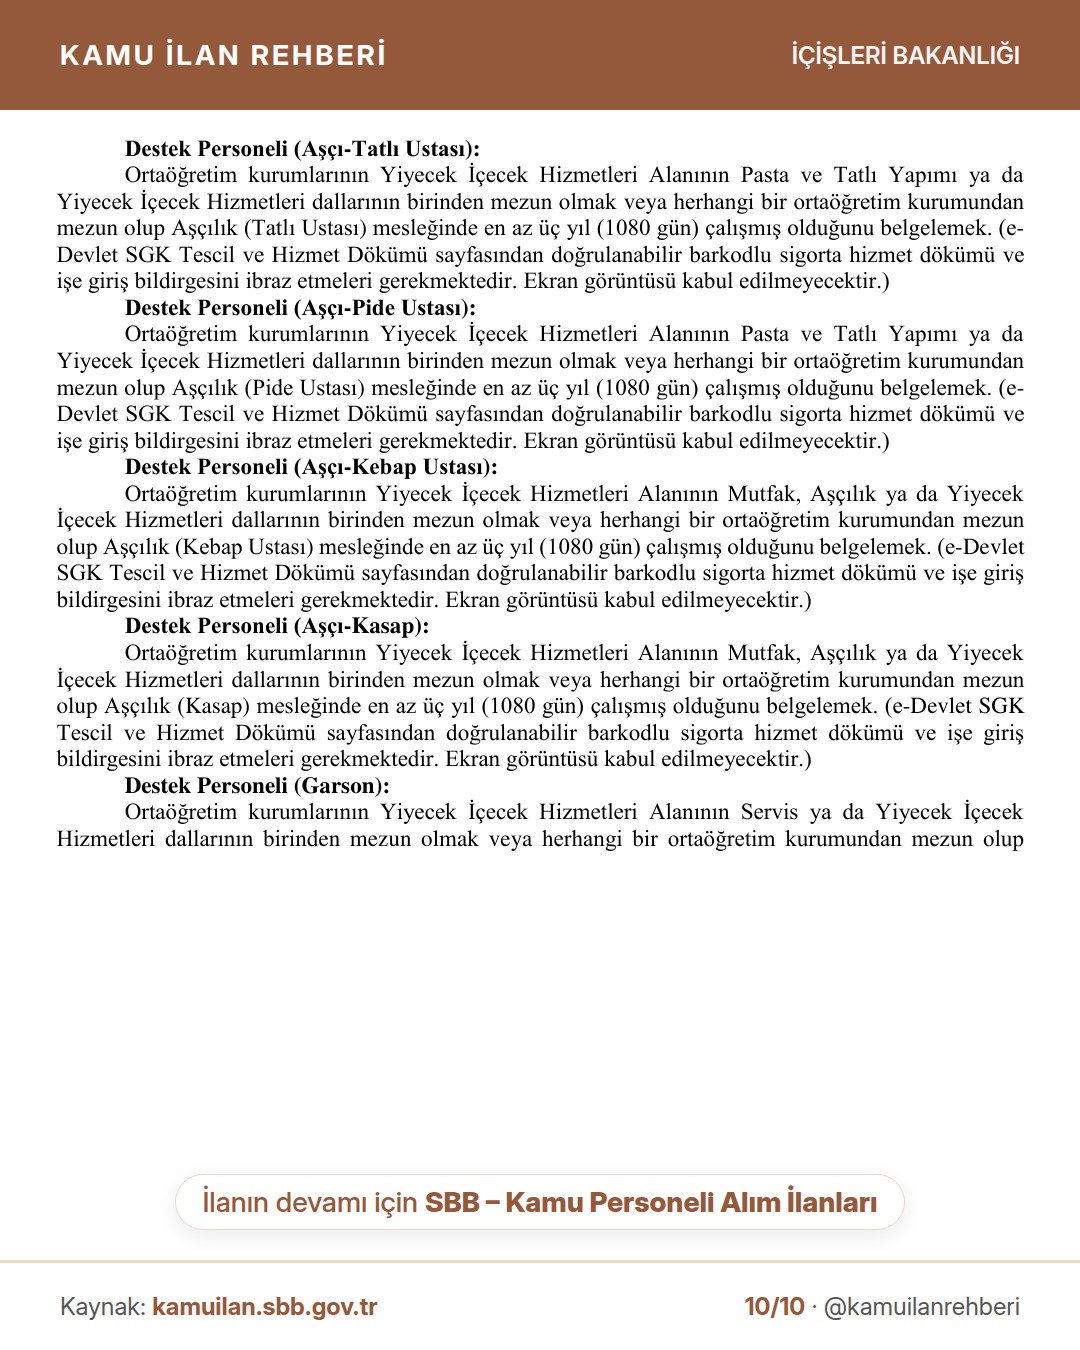 KAMU İLAN REHBERİ
İÇİŞLERİ BAKANLIĞI
Destek Personeli (Aşçı-Tatlı Ustası):
Ortaöğretim kurumlarının Yiyecek İçecek Hizmetleri Alanının Pasta ve Tatlı Yapımı ya da
Yiyecek İçecek Hizmetleri dallarının birinden mezun olmak veya herhangi bir ortaöğretim kurumundan
mezun olup Aşçılık (Tatlı Ustası) mesleğinde en az üç yıl (1080 gün) çalışmış olduğunu belgelemek. (e-
Devlet SGK Tescil ve Hizmet Dökümü sayfasından doğrulanabilir barkodlu sigorta hizmet dökümü ve
işe giriş bildirgesini ibraz etmeleri gerekmektedir. Ekran görüntüsü kabul edilmeyecektir.)
Destek Personeli (Aşçı-Pide Ustası):
Ortaöğretim kurumlarının Yiyecek İçecek Hizmetleri Alanının Pasta ve Tatlı Yapımı ya da
Yiyecek İçecek Hizmetleri dallarının birinden mezun olmak veya herhangi bir ortaöğretim kurumundan
mezun olup Aşçılık (Pide Ustası) mesleğinde en az üç yıl (1080 gün) çalışmış olduğunu belgelemek. (e-
Devlet SGK Tescil ve Hizmet Dökümü sayfasından doğrulanabilir barkodlu sigorta hizmet dökümü ve
işe giriş bildirgesini ibraz etmeleri gerekmektedir. Ekran görüntüsü kabul edilmeyecektir.)
Destek Personeli (Aşçı-Kebap Ustası):
Ortaöğretim kurumlarının Yiyecek İçecek Hizmetleri Alanının Mutfak, Aşçılık ya da Yiyecek
İçecek Hizmetleri dallarının birinden mezun olmak veya herhangi bir ortaöğretim kurumundan mezun
olup Aşçılık (Kebap Ustası) mesleğinde en az üç yıl (1080 gün) çalışmış olduğunu belgelemek. (e-Devlet
SGK Tescil ve Hizmet Dökümü sayfasından doğrulanabilir barkodlu sigorta hizmet dökümü ve işe giriş
bildirgesini ibraz etmeleri gerekmektedir. Ekran görüntüsü kabul edilmeyecektir.)
Destek Personeli (Aşçı-Kasap):
Ortaöğretim kurumlarının Yiyecek İçecek Hizmetleri Alanının Mutfak, Aşçılık ya da Yiyecek
İçecek Hizmetleri dallarının birinden mezun olmak veya herhangi bir ortaöğretim kurumundan mezun
olup Aşçılık (Kasap) mesleğinde en az üç yıl (1080 gün) çalışmış olduğunu belgelemek. (e-Devlet SGK
Tescil ve Hizmet Dökümü sayfasından doğrulanabilir barkodlu sigorta hizmet dökümü ve işe giriş
bildirgesini ibraz etmeleri gerekmektedir. Ekran görüntüsü kabul edilmeyecektir.)
Destek Personeli (Garson):
Ortaöğretim kurumlarının Yiyecek İçecek Hizmetleri Alanının Servis ya da Yiyecek İçecek
Hizmetleri dallarının birinden mezun olmak veya herhangi bir ortaöğretim kurumundan mezun olup
İlanın devamı için SBB – Kamu Personeli Alım İlanları
Kaynak: kamuilan.sbb.gov.tr
10/10 · @kamuilanrehberi